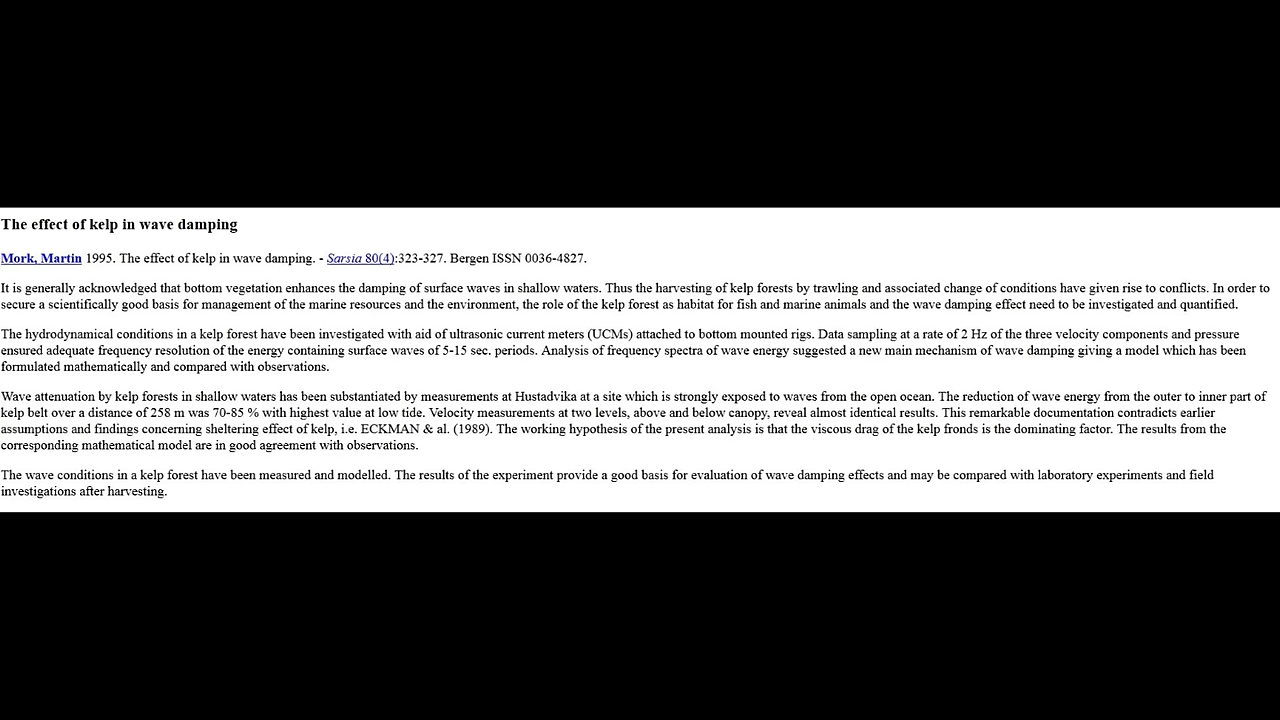 The effect of kelp in wave damping
Mork, Martin 1995. The effect of kelp in wave damping. - Sarsia 80(4):323-327. Bergen ISSN 0036-4827.
It is generally acknowledged that bottom vegetation enhances the damping of surface waves in shallow waters. Thus the harvesting of kelp forests by trawling and associated change of conditions have given rise to conflicts. In order to
secure a scientifically good basis for management of the marine resources and the environment, the role of the kelp forest as habitat for fish and marine animals and the wave damping effect need to be investigated and quantified.
The hydrodynamical conditions in a kelp forest have been investigated with aid of ultrasonic current meters (UCMs) attached to bottom mounted rigs. Data sampling at a rate of 2 Hz of the three velocity components and pressure
ensured adequate frequency resolution of the energy containing surface waves of 5-15 sec. periods. Analysis of frequency spectra of wave energy suggested a new main mechanism of wave damping giving a model which has been
formulated mathematically and compared with observations.
Wave attenuation by kelp forests in shallow waters has been substantiated by measurements at Hustadvika at a site which is strongly exposed to waves from the open ocean. The reduction of wave energy from the outer to inner part of
kelp belt over a distance of 258 m was 70-85 % with highest value at low tide. Velocity measurements at two levels, above and below canopy, reveal almost identical results. This remarkable documentation contradicts earlier
assumptions and findings concerning sheltering effect of kelp, i.e. ECKMAN & al. (1989). The working hypothesis of the present analysis is that the viscous drag of the kelp fronds is the dominating factor. The results from the
corresponding mathematical model are in good agreement with observations.
The wave conditions in a kelp forest have been measured and modelled. The results of the experiment provide a good basis for evaluation of wave damping effects and may be compared with laboratory experiments and field
investigations after harvesting.